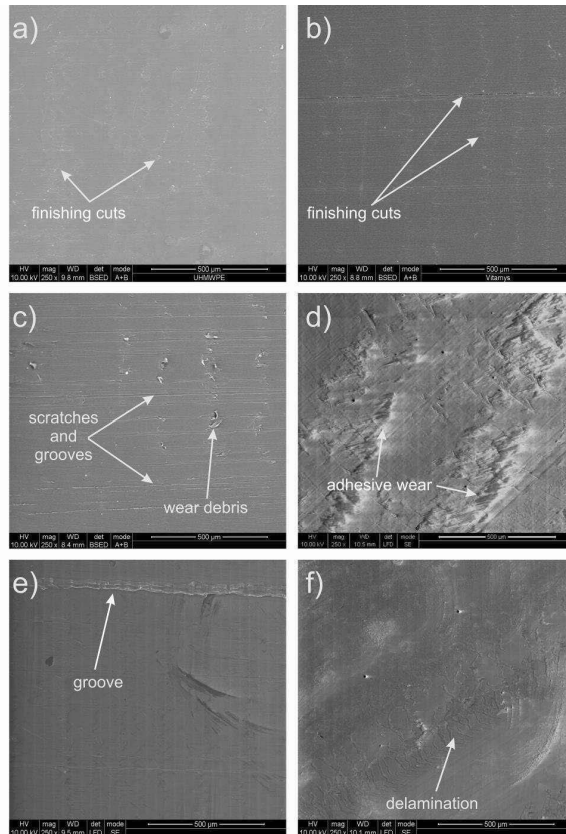 a)
finishing cuts
HV mag WD det mode 500 µm
10.00 kV 250 x 9.8 mm BSED A+B UHMWPE
b)
finishing cuts
HV mag WD det mode 500 µm
10.00 kV 250 x 8.8 mm BSED A+B Vitamys
c)
scratches
and
grooves
wear debris
HV mag WD det mode 500 µm
10.00 kV 250 x 8.4 mm BSED A+B
d)
adhesive wear
HV mag WD det mode 500 µm
10.00 kV 250 x 10.5 mm LFD SE
e)
groove
HV mag WD det mode 500 µm
10.00 kV 250 x 9.5 mm LFD SE
f)
delamination
HV mag WD det mode 500 µm
10.00 kV 250 x 10.1 mm LFD SE